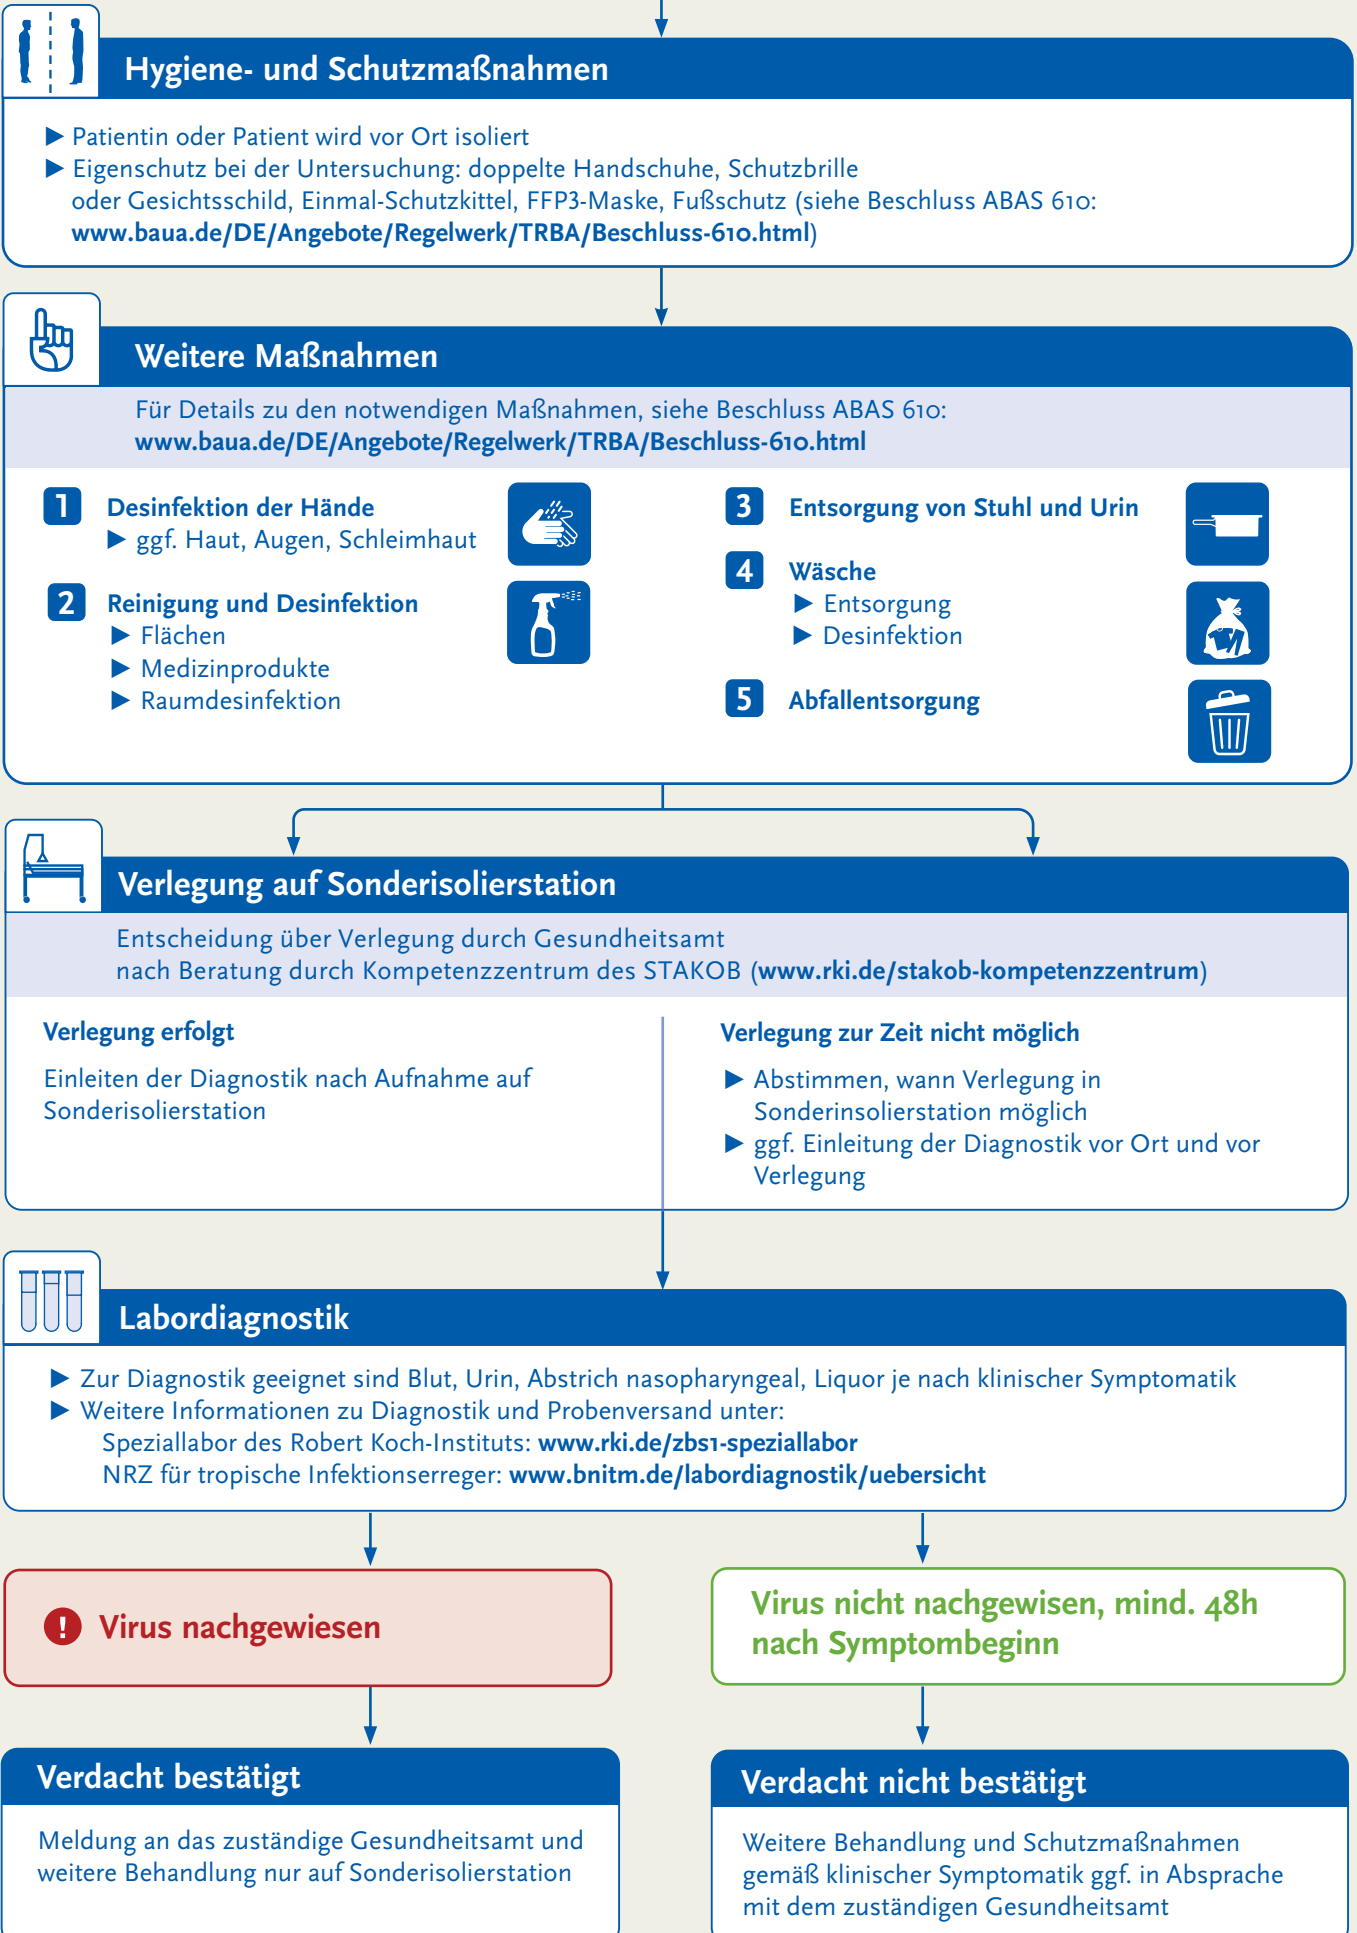 Hygiene- und Schutzmaßnahmen
► Patientin oder Patient wird vor Ort isoliert
► Eigenschutz bei der Untersuchung: doppelte Handschuhe, Schutzbrille
oder Gesichtsschild, Einmal-Schutzkittel, FFP3-Maske, Fußschutz (siehe Beschluss ABAS 610:
www.baua.de/DE/Angebote/Regelwerk/TRBA/Beschluss-610.html)
Weitere Maßnahmen
Für Details zu den notwendigen Maßnahmen, siehe Beschluss ABAS 610:
www.baua.de/DE/Angebote/Regelwerk/TRBA/Beschluss-610.html
1 Desinfektion der Hände
► ggf. Haut, Augen, Schleimhaut
2 Reinigung und Desinfektion
► Flächen
► Medizinprodukte
► Raumdesinfektion
3 Entsorgung von Stuhl und Urin
4 Wäsche
► Entsorgung
► Desinfektion
5 Abfallentsorgung
Verlegung auf Sonderisolierstation
Entscheidung über Verlegung durch Gesundheitsamt
nach Beratung durch Kompetenzzentrum des STAKOB (www.rki.de/stakob-kompetenzzentrum)
Verlegung erfolgt
Einleiten der Diagnostik nach Aufnahme auf
Sonderisolierstation
Verlegung zur Zeit nicht möglich
► Abstimmen, wann Verlegung in
Sonderinsolierstation möglich
► ggf. Einleitung der Diagnostik vor Ort und vor
Verlegung
Labordiagnostik
► Zur Diagnostik geeignet sind Blut, Urin, Abstrich nasopharyngeal, Liquor je nach klinischer Symptomatik
► Weitere Informationen zu Diagnostik und Probenversand unter:
Speziallabor des Robert Koch-Instituts: www.rki.de/zbs1-speziallabor
NRZ für tropische Infektionserreger: www.bnitm.de/labordiagnostik/uebersicht
! Virus nachgewiesen
Virus nicht nachgewisen, mind. 48h
nach Symptombeginn
Verdacht bestätigt
Meldung an das zuständige Gesundheitsamt und
weitere Behandlung nur auf Sonderisolierstation
Verdacht nicht bestätigt
Weitere Behandlung und Schutzmaßnahmen
gemäß klinischer Symptomatik ggf. in Absprache
mit dem zuständigen Gesundheitsamt